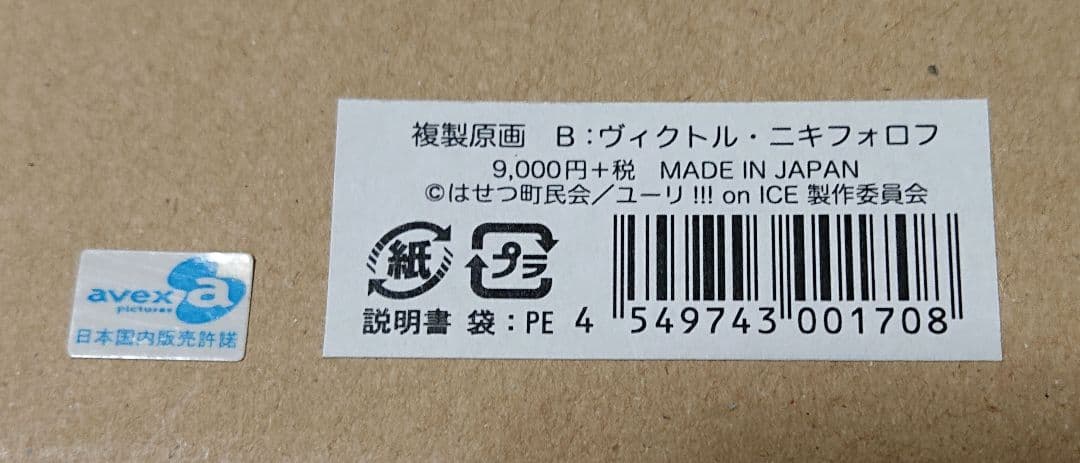 複製原画 B：ヴィクトル・ニキフォロフ
9,000円+税 MADE IN JAPAN
©はせつ町民会／ユーリ!!! on ICE 製作委員会
紙 プラ
説明書 袋：PE
4 549743 001708
avex a
pictures
日本国内販売許諾